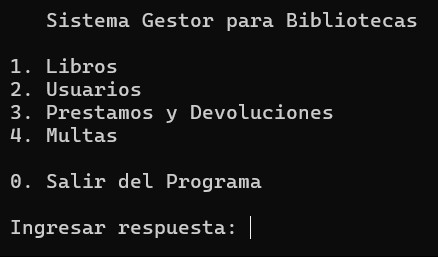 Sistema Gestor para Bibliotecas
1. Libros
2. Usuarios
3. Prestamos y Devoluciones
4. Multas
0. Salir del Programa
Ingresar respuesta: